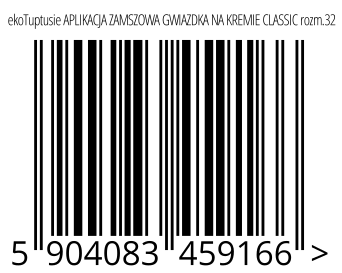 ekoTuptusie APLIKACJA ZAMSZOWA GWIAZDKA NA KREMIE CLASSIC rozm.32
5 904083 459166 >